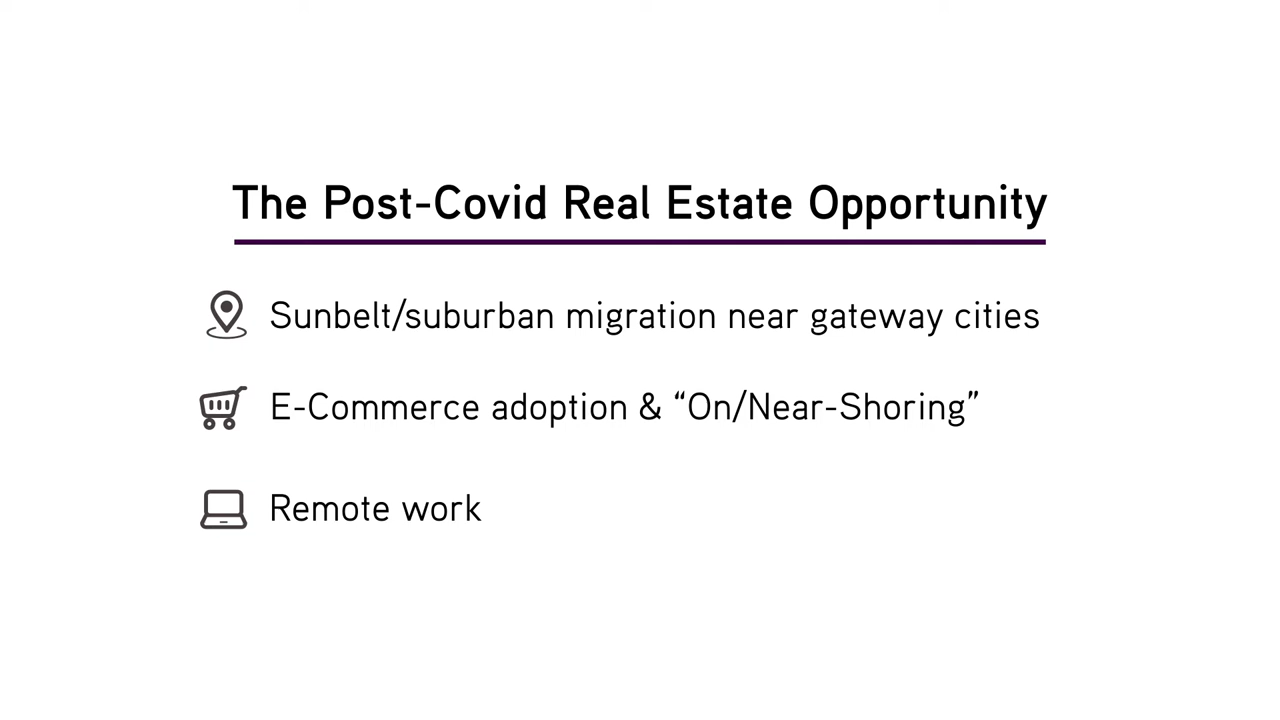 The Post-Covid Real Estate Opportunity
Sunbelt/suburban migration near gateway cities
E-Commerce adoption & “On/Near-Shoring”
Remote work